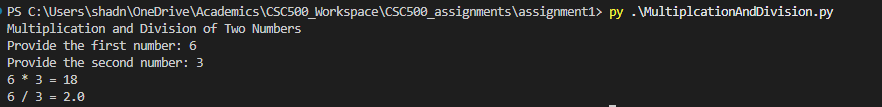 PS C:\Users\shadn\OneDrive\Academics\CSC500_Workspace\CSC500_assignments\assignment1> py .\MultiplcationAndDivision.py
Multiplication and Division of Two Numbers
Provide the first number: 6
Provide the second number: 3
6 * 3 = 18
6 / 3 = 2.0